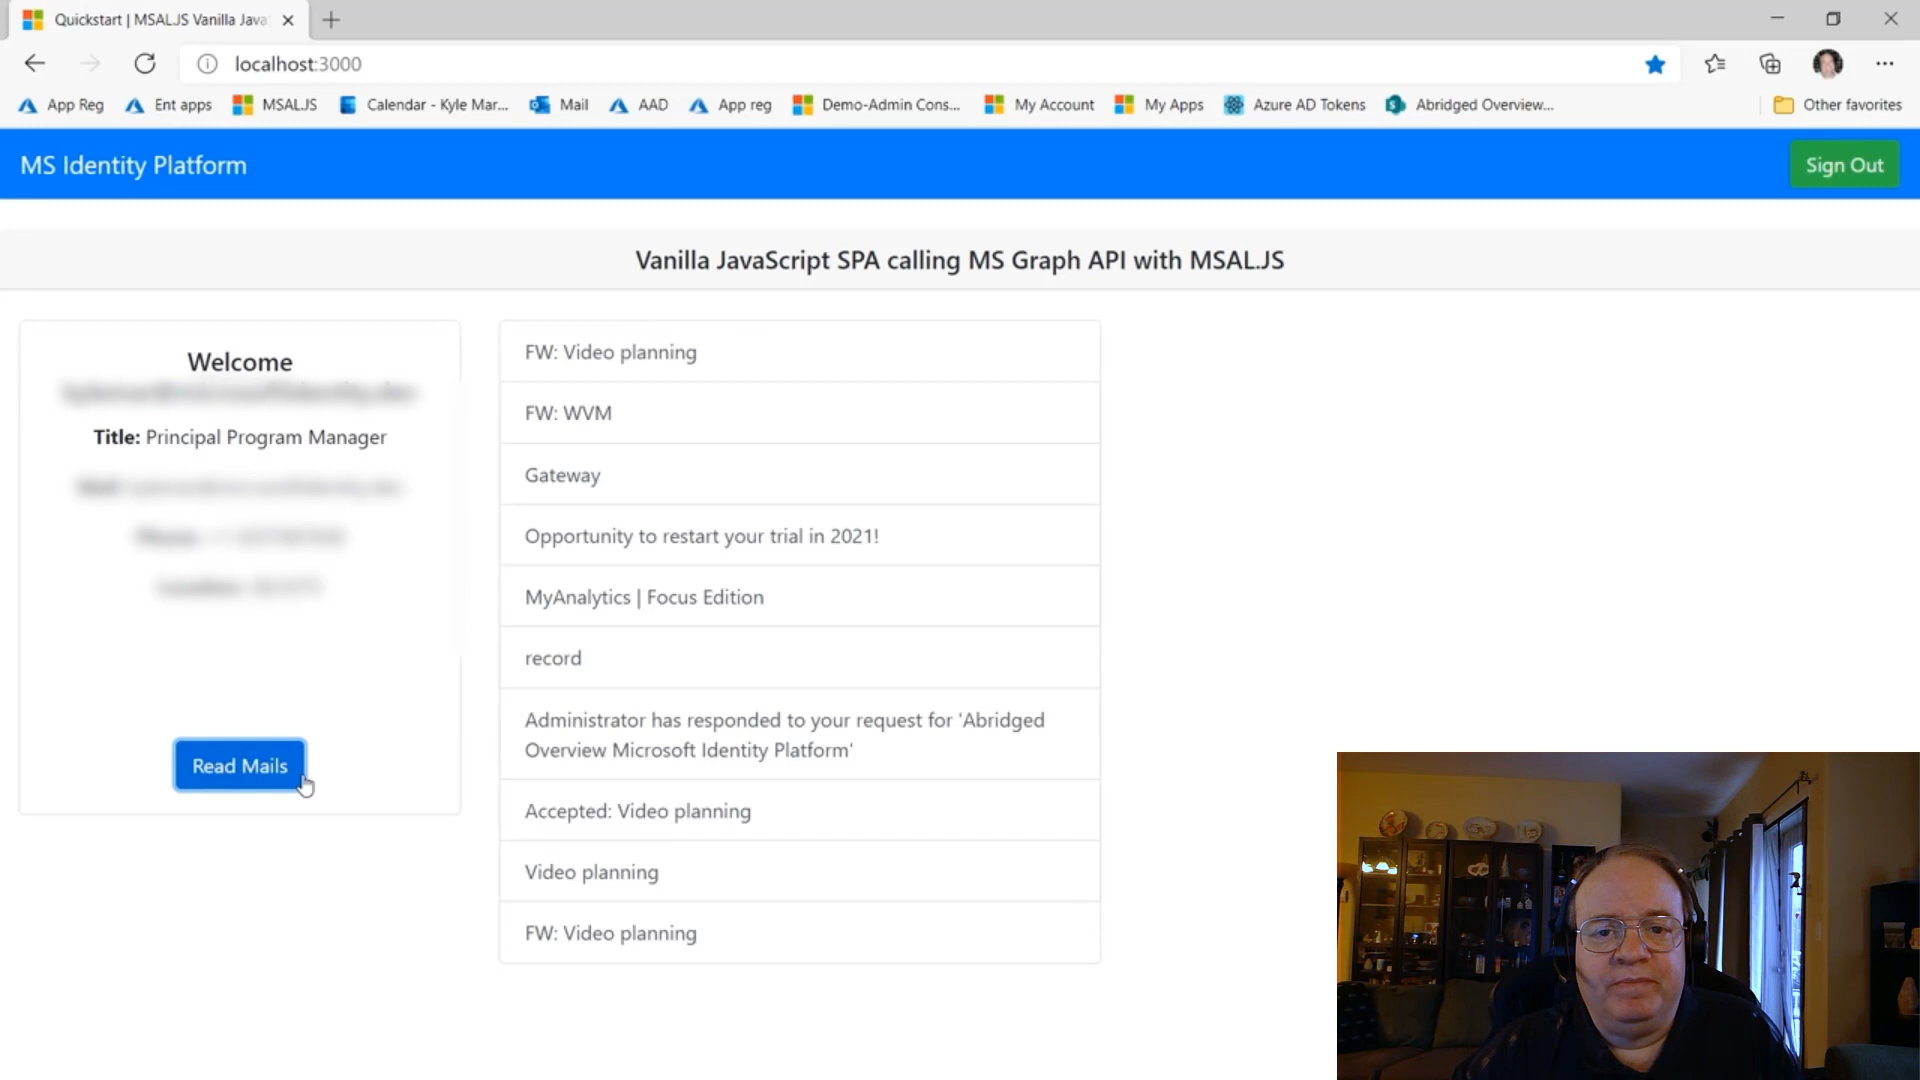 Quickstart | MSAL.JS Vanilla Java
localhost:3000
App Reg
Ent apps
MSAL.JS
Calendar - Kyle Mar...
Mail
AAD
App reg
Demo-Admin Cons...
My Account
My Apps
Azure AD Tokens
Abridged Overview...
Other favorites
MS Identity Platform
Sign Out
Vanilla JavaScript SPA calling MS Graph API with MSAL.JS
Welcome
Title: Principal Program Manager
Read Mails
FW: Video planning
FW: WVM
Gateway
Opportunity to restart your trial in 2021!
MyAnalytics | Focus Edition
record
Administrator has responded to your request for 'Abridged
Overview Microsoft Identity Platform'
Accepted: Video planning
Video planning
FW: Video planning